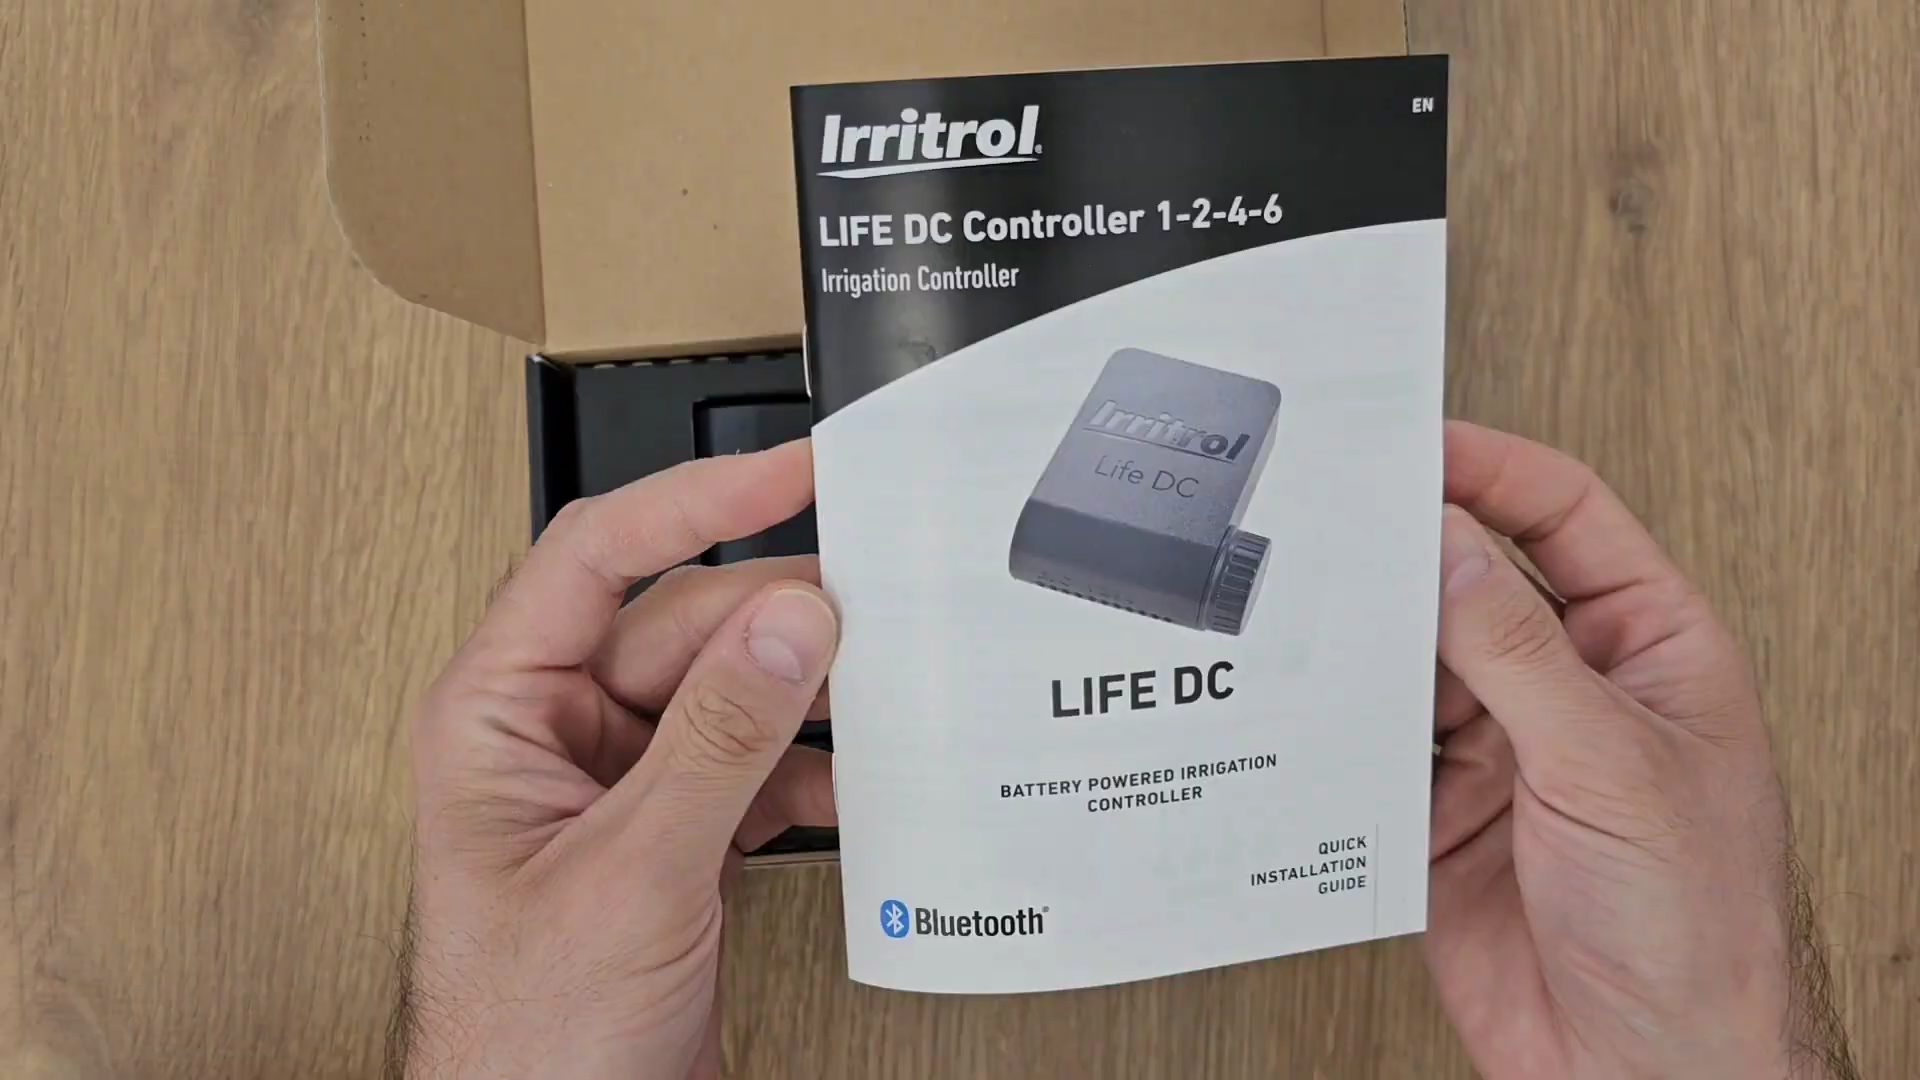 Irritrol®
EN
LIFE DC Controller 1-2-4-6
Irrigation Controller
Irritrol
Life DC
LIFE DC
BATTERY POWERED IRRIGATION
CONTROLLER
QUICK
INSTALLATION
GUIDE
Bluetooth®